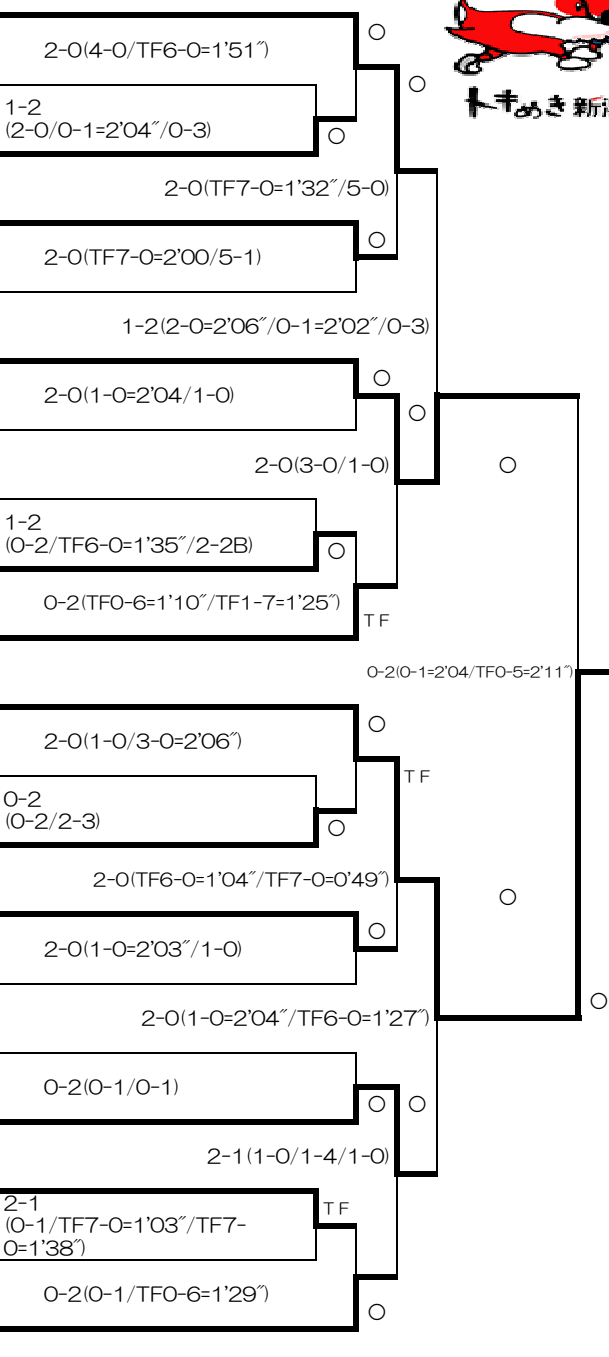 ○
2-0(4-0/TF6-0=1'51″)
○
トキめき新
1-2
(2-0/0-1=2'04″/0-3)
○
2-0(TF7-0=1'32″/5-0)
○
2-0(TF7-0=2'00/5-1)
1-2(2-0=2'06″/0-1=2'02″/0-3)
○
2-0(1-0=2'04/1-0)
○
2-0(3-0/1-0)
○
1-2
(0-2/TF6-0=1'35″/2-2B)
○
0-2(TF0-6=1'10″/TF1-7=1'25″)
TF
0-2(0-1=2'04/TF0-5=2'11″)
○
2-0(1-0/3-0=2'06″)
TF
0-2
(0-2/2-3)
○
2-0(TF6-0=1'04″/TF7-0=0'49″)
○
○
2-0(1-0=2'03″/1-0)
○
2-0(1-0=2'04″/TF6-0=1'27″)
0-2(0-1/0-1)
○ ○
2-1(1-0/1-4/1-0)
2-1
TF
(0-1/TF7-0=1'03″/TF7-
0=1'38″)
0-2(0-1/TF0-6=1'29″)
○